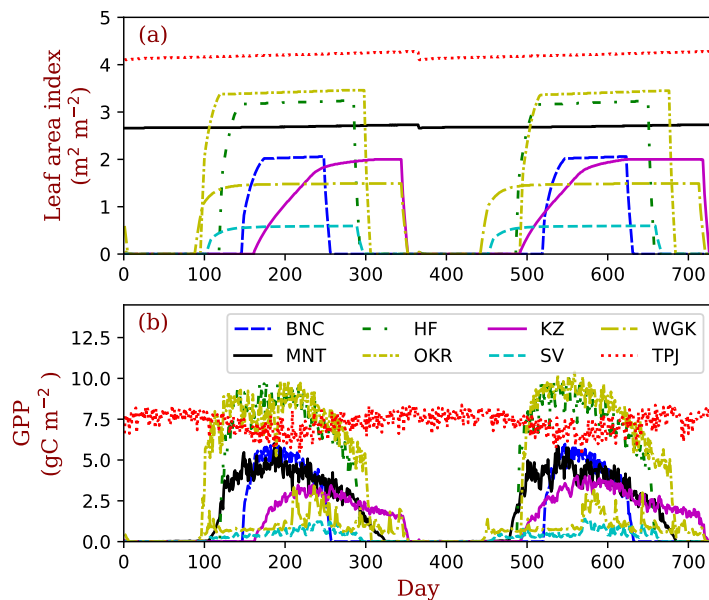 (a)
Leaf area index
(m² m⁻²)
5
4
3
2
1
0
0 100 200 300 400 500 600 700
(b)
BNC HF KZ WGK
MNT OKR SV TPJ
GPP
(gC m⁻²)
12.5
10.0
7.5
5.0
2.5
0.0
0 100 200 300 400 500 600 700
Day